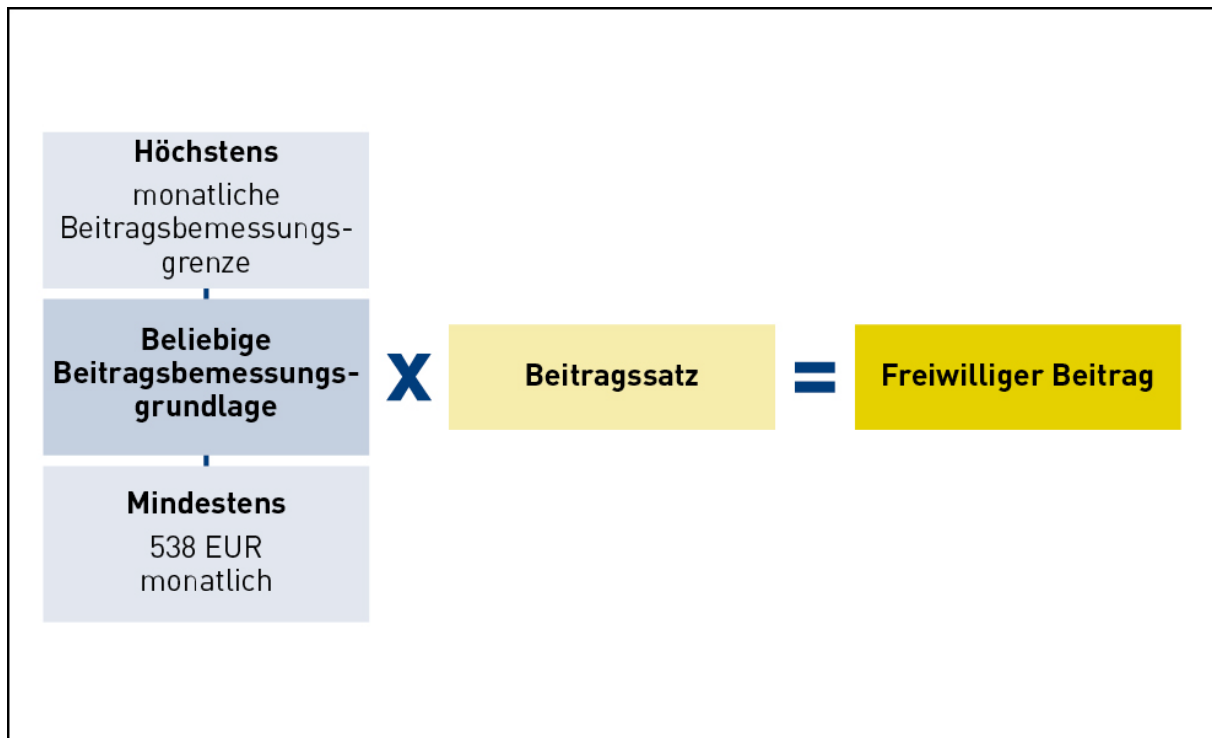 Höchstens
monatliche
Beitragsbemessungs-
grenze
Beliebige
Beitragsbemessungs-
grundlage
X
Beitragssatz
=
Freiwilliger Beitrag
Mindestens
538 EUR
monatlich